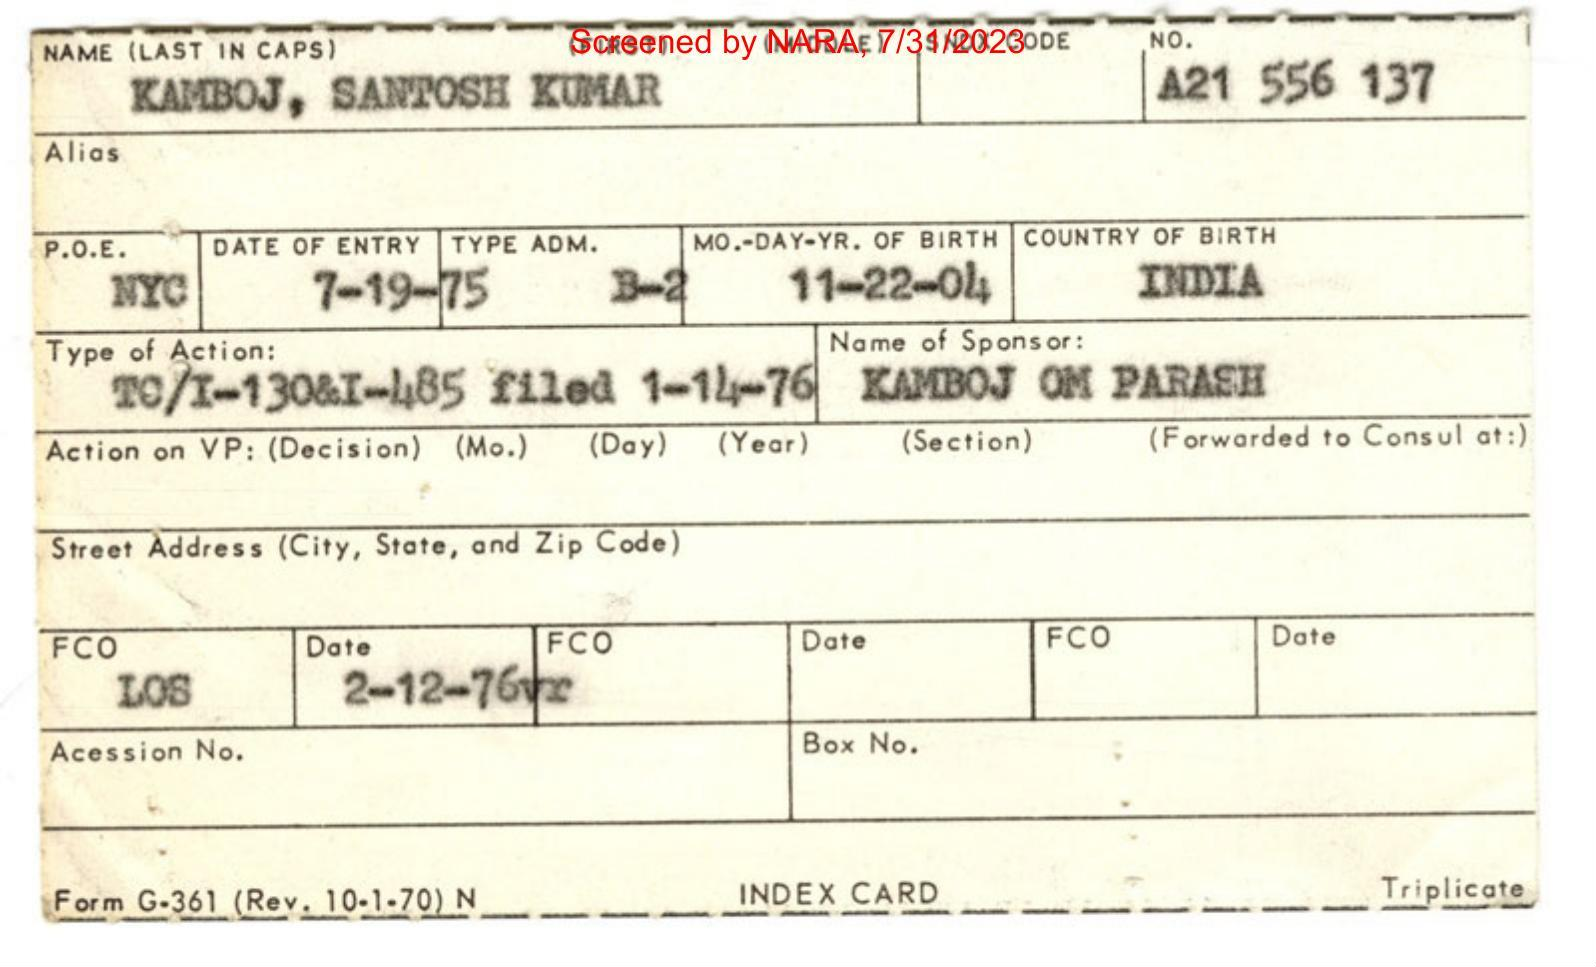 Screened by NARA, 7/31/2023
NAME (LAST IN CAPS) (FIRST) (MIDDLE) SNDX CODE NO.
KAMBOJ, SANTOSH KUMAR A21 556 137
Alias
P.O.E. DATE OF ENTRY TYPE ADM. MO.-DAY-YR. OF BIRTH COUNTRY OF BIRTH
NYC 7-19-75 B-2 11-22-04 INDIA
Type of Action: Name of Sponsor:
TC/I-130&I-485 filed 1-14-76 KAMBOJ OM PARASH
Action on VP: (Decision) (Mo.) (Day) (Year) (Section) (Forwarded to Consul at:)
Street Address (City, State, and Zip Code)
FCO Date FCO Date FCO Date
LOS 2-12-76vr
Acession No. Box No.
Form G-361 (Rev. 10-1-70) N INDEX CARD Triplicate